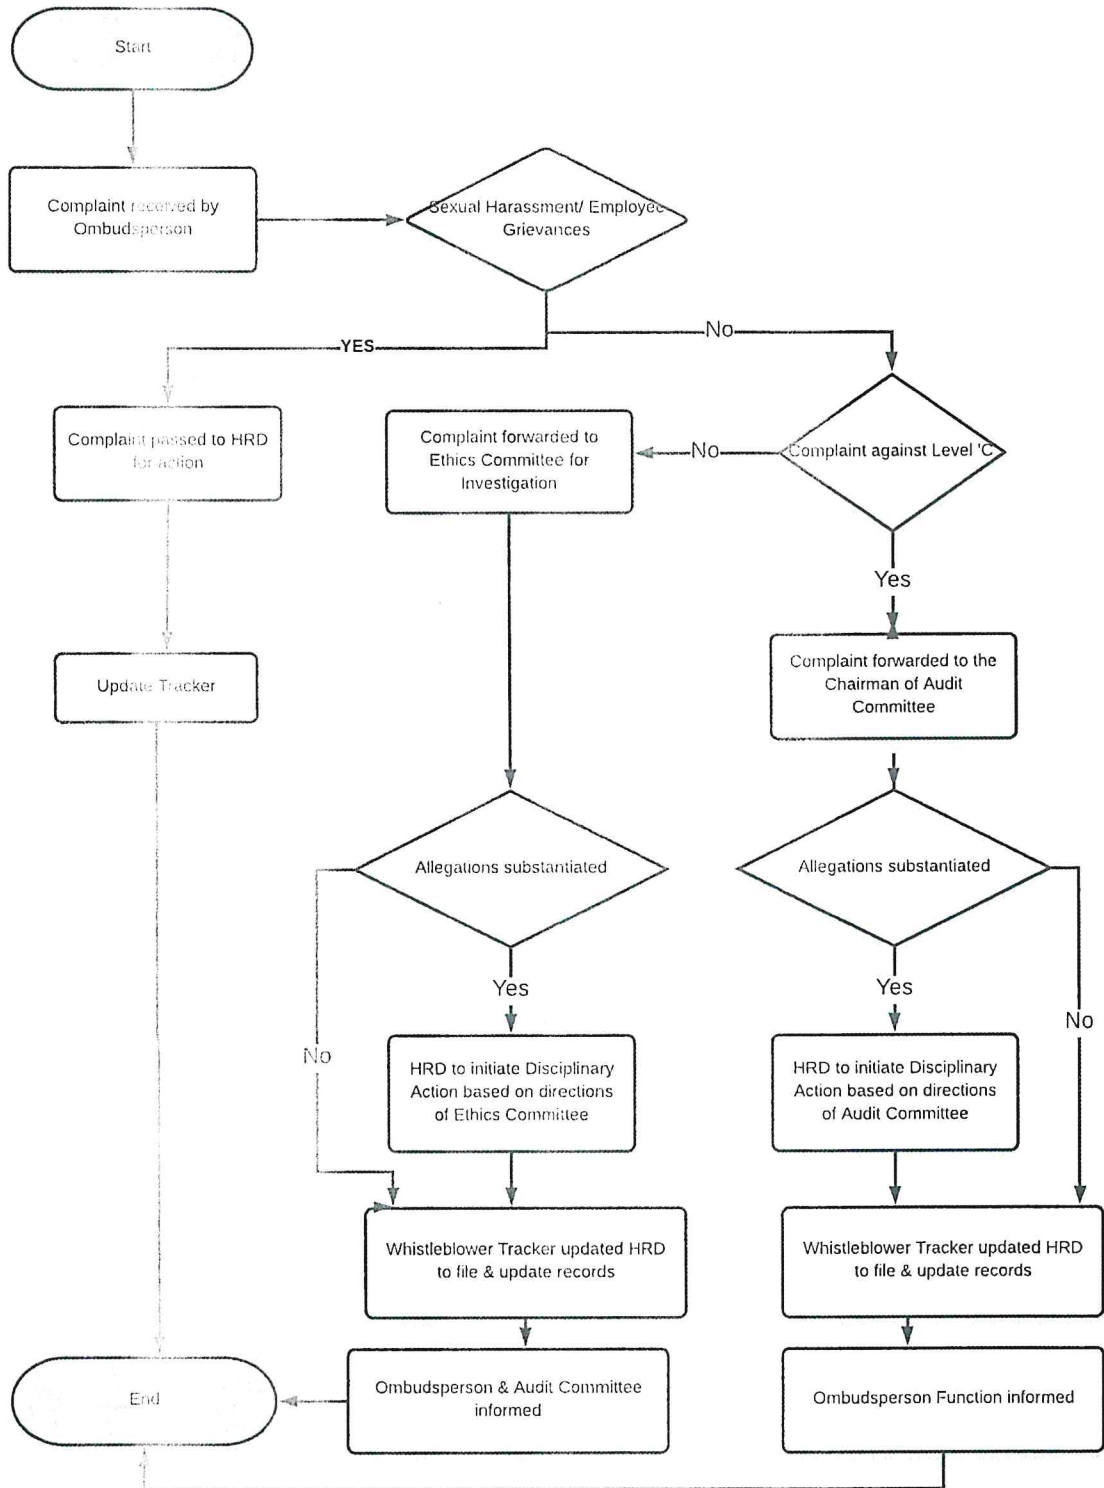 Start
Complaint received by
Ombudsperson
Sexual Harassment/ Employee
Grievances
YES
No
Complaint passed to HRD
for action
Complaint forwarded to
Ethics Committee for
Investigation
No
Complaint against Level 'C'
Yes
Update Tracker
Complaint forwarded to the
Chairman of Audit
Committee
Allegations substantiated
Allegations substantiated
Yes
Yes
No
No
HRD to initiate Disciplinary
Action based on directions
of Ethics Committee
HRD to initiate Disciplinary
Action based on directions
of Audit Committee
Whistleblower Tracker updated HRD
to file & update records
Whistleblower Tracker updated HRD
to file & update records
End
Ombudsperson & Audit Committee
informed
Ombudsperson Function informed